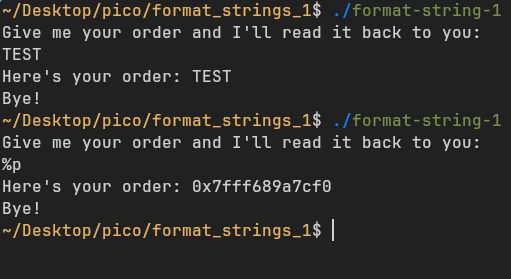 ~/Desktop/pico/format_strings_1$ ./format-string-1
Give me your order and I'll read it back to you:
TEST
Here's your order: TEST
Bye!
~/Desktop/pico/format_strings_1$ ./format-string-1
Give me your order and I'll read it back to you:
%p
Here's your order: 0x7fff689a7cf0
Bye!
~/Desktop/pico/format_strings_1$